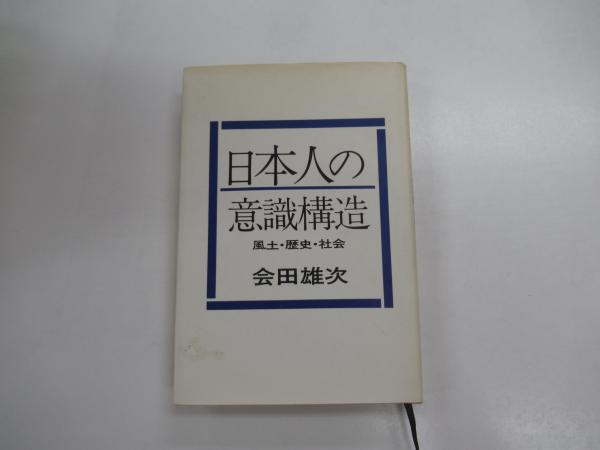 日本人の
意識構造
風土・歴史・社会
会田雄次